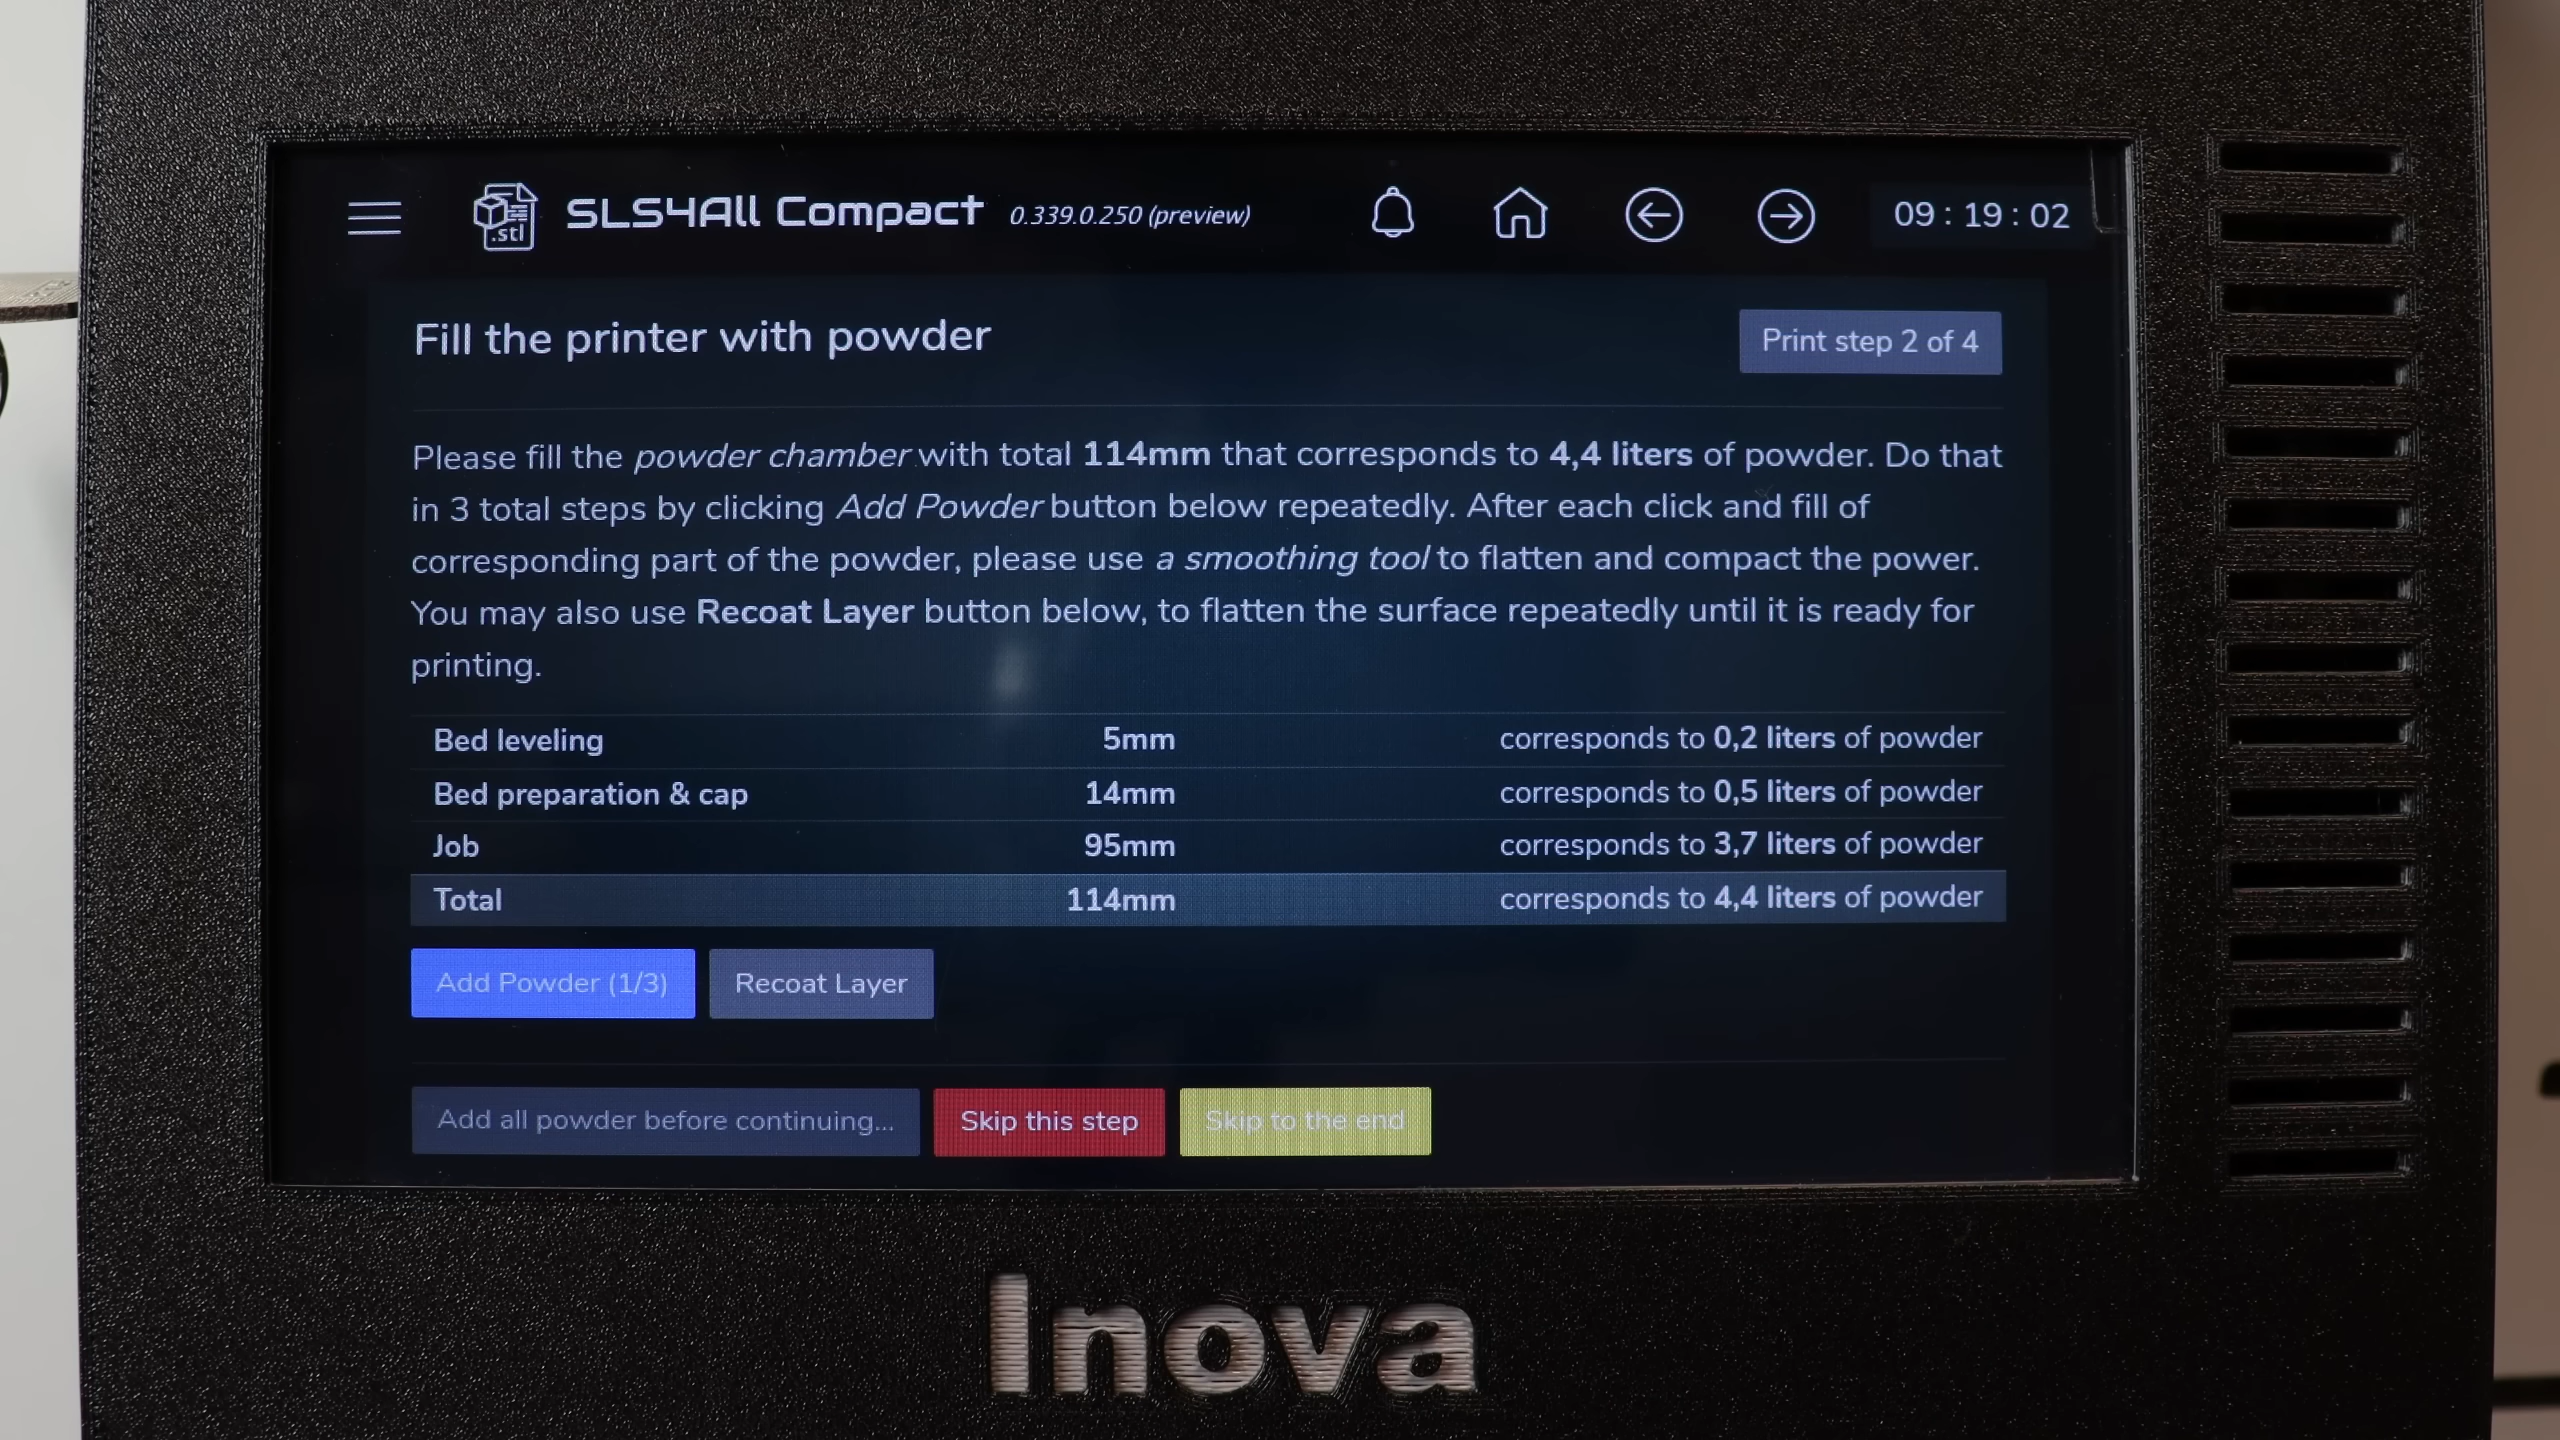 .stl
SLS4All Compact 0.339.0.250 (preview)
09 : 19 : 02
Fill the printer with powder
Print step 2 of 4
Please fill the powder chamber with total 114mm that corresponds to 4,4 liters of powder. Do that
in 3 total steps by clicking Add Powder button below repeatedly. After each click and fill of
corresponding part of the powder, please use a smoothing tool to flatten and compact the power.
You may also use Recoat Layer button below, to flatten the surface repeatedly until it is ready for
printing.
Bed leveling 5mm corresponds to 0,2 liters of powder
Bed preparation & cap 14mm corresponds to 0,5 liters of powder
Job 95mm corresponds to 3,7 liters of powder
Total 114mm corresponds to 4,4 liters of powder
Add Powder (1/3) Recoat Layer
Add all powder before continuing... Skip this step Skip to the end
Inova